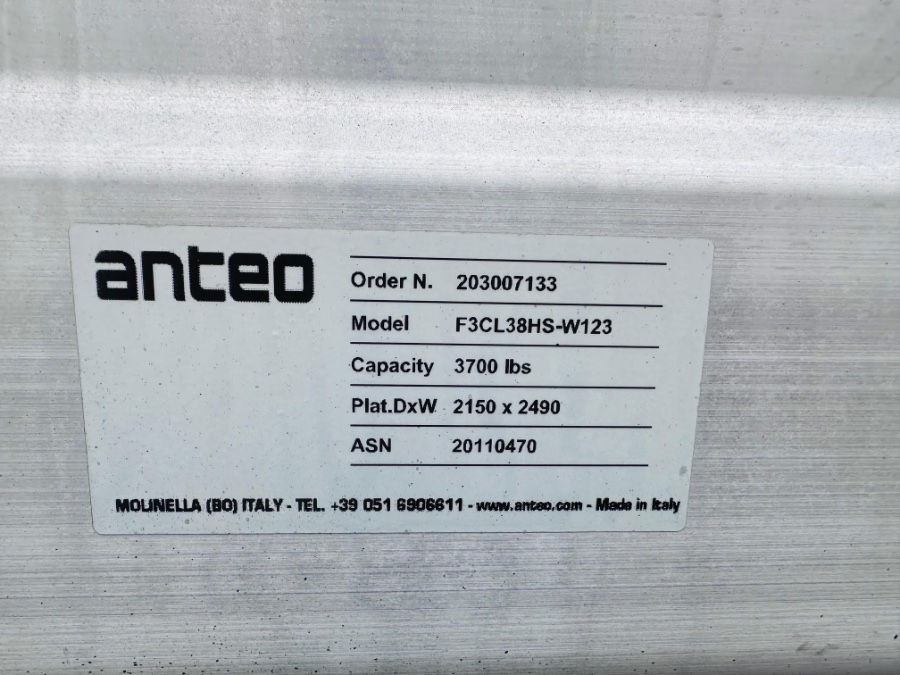 anteo
Order N. 203007133
Model F3CL38HS-W123
Capacity 3700 lbs
Plat.DxW 2150 x 2490
ASN 20110470
MOLINELLA (BO) ITALY - TEL. +39 051 6906611 - www.anteo.com - Made in Italy